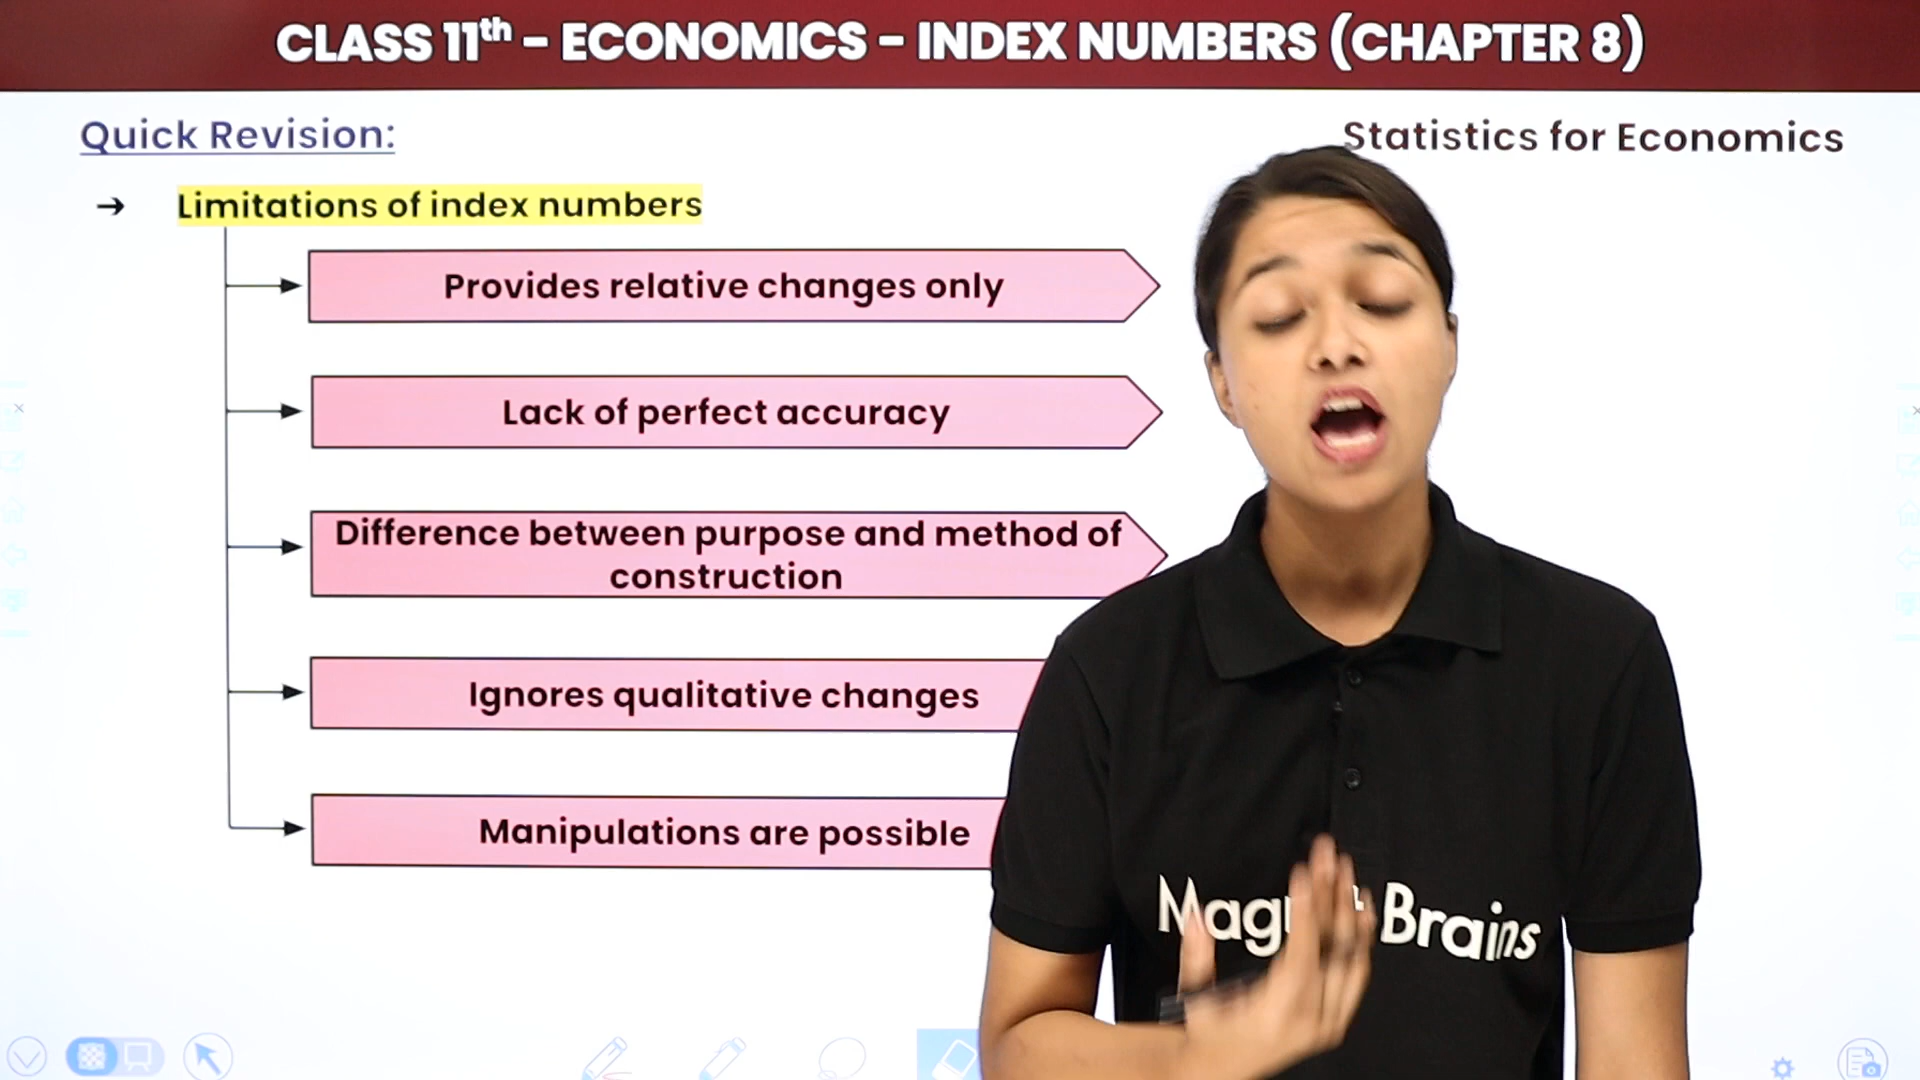 CLASS 11th - ECONOMICS - INDEX NUMBERS (CHAPTER 8)
Quick Revision:
Statistics for Economics
→ Limitations of index numbers
Provides relative changes only
Lack of perfect accuracy
Difference between purpose and method of
construction
Ignores qualitative changes
Manipulations are possible
Brains